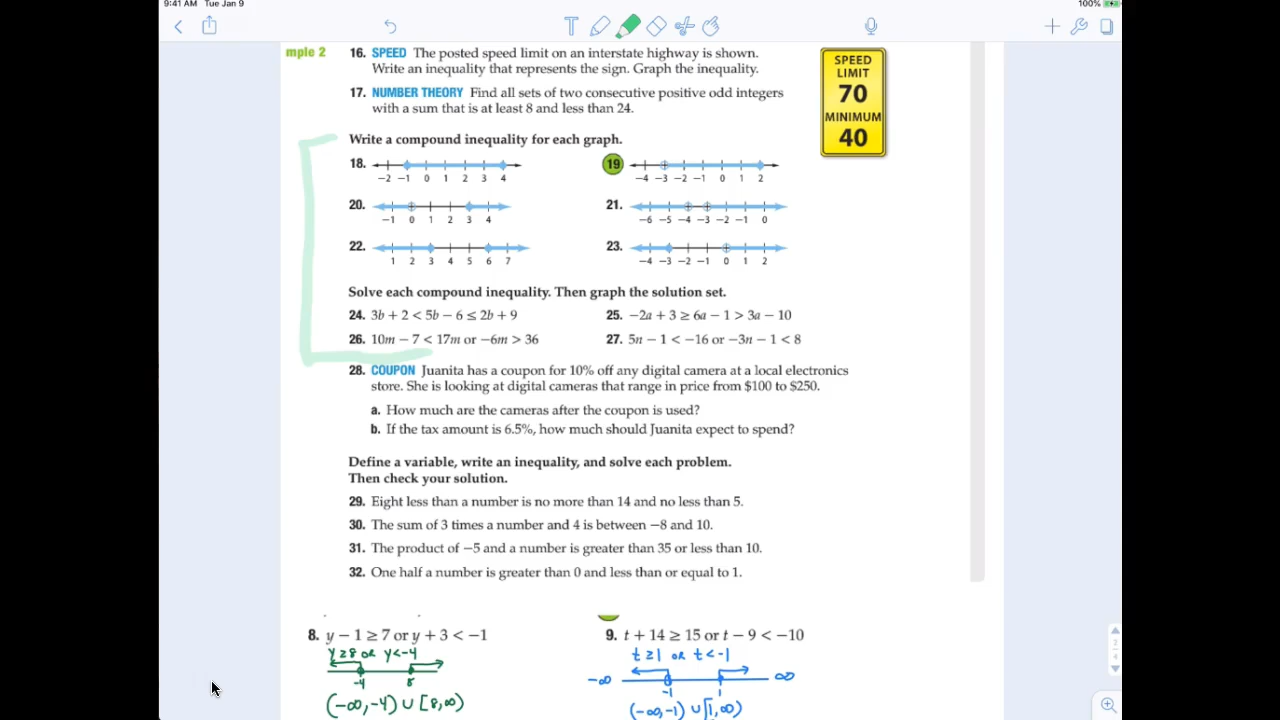 9:41 AM Tue Jan 9
100%
mple 2
16. SPEED The posted speed limit on an interstate highway is shown.
Write an inequality that represents the sign. Graph the inequality.
SPEED
LIMIT
70
MINIMUM
40
17. NUMBER THEORY Find all sets of two consecutive positive odd integers
with a sum that is at least 8 and less than 24.
Write a compound inequality for each graph.
18.
−2 −1 0 1 2 3 4
19
−4 −3 −2 −1 0 1 2
20.
−1 0 1 2 3 4
21.
−6 −5 −4 −3 −2 −1 0
22.
1 2 3 4 5 6 7
23.
−4 −3 −2 −1 0 1 2
Solve each compound inequality. Then graph the solution set.
24. 3b + 2 < 5b − 6 ≤ 2b + 9
25. −2a + 3 ≥ 6a − 1 > 3a − 10
26. 10m − 7 < 17m or −6m > 36
27. 5n − 1 < −16 or −3n − 1 < 8
28. COUPON Juanita has a coupon for 10% off any digital camera at a local electronics
store. She is looking at digital cameras that range in price from $100 to $250.
a. How much are the cameras after the coupon is used?
b. If the tax amount is 6.5%, how much should Juanita expect to spend?
Define a variable, write an inequality, and solve each problem.
Then check your solution.
29. Eight less than a number is no more than 14 and no less than 5.
30. The sum of 3 times a number and 4 is between −8 and 10.
31. The product of −5 and a number is greater than 35 or less than 10.
32. One half a number is greater than 0 and less than or equal to 1.
8. y − 1 ≥ 7 or y + 3 < −1
y ≥ 8 or y < -4
-4 8
(-∞, -4) ∪ [8, ∞)
9. t + 14 ≥ 15 or t − 9 < −10
t ≥ 1 or t < -1
-∞ ∞
-1 1
(-∞, -1) ∪ [1, ∞)